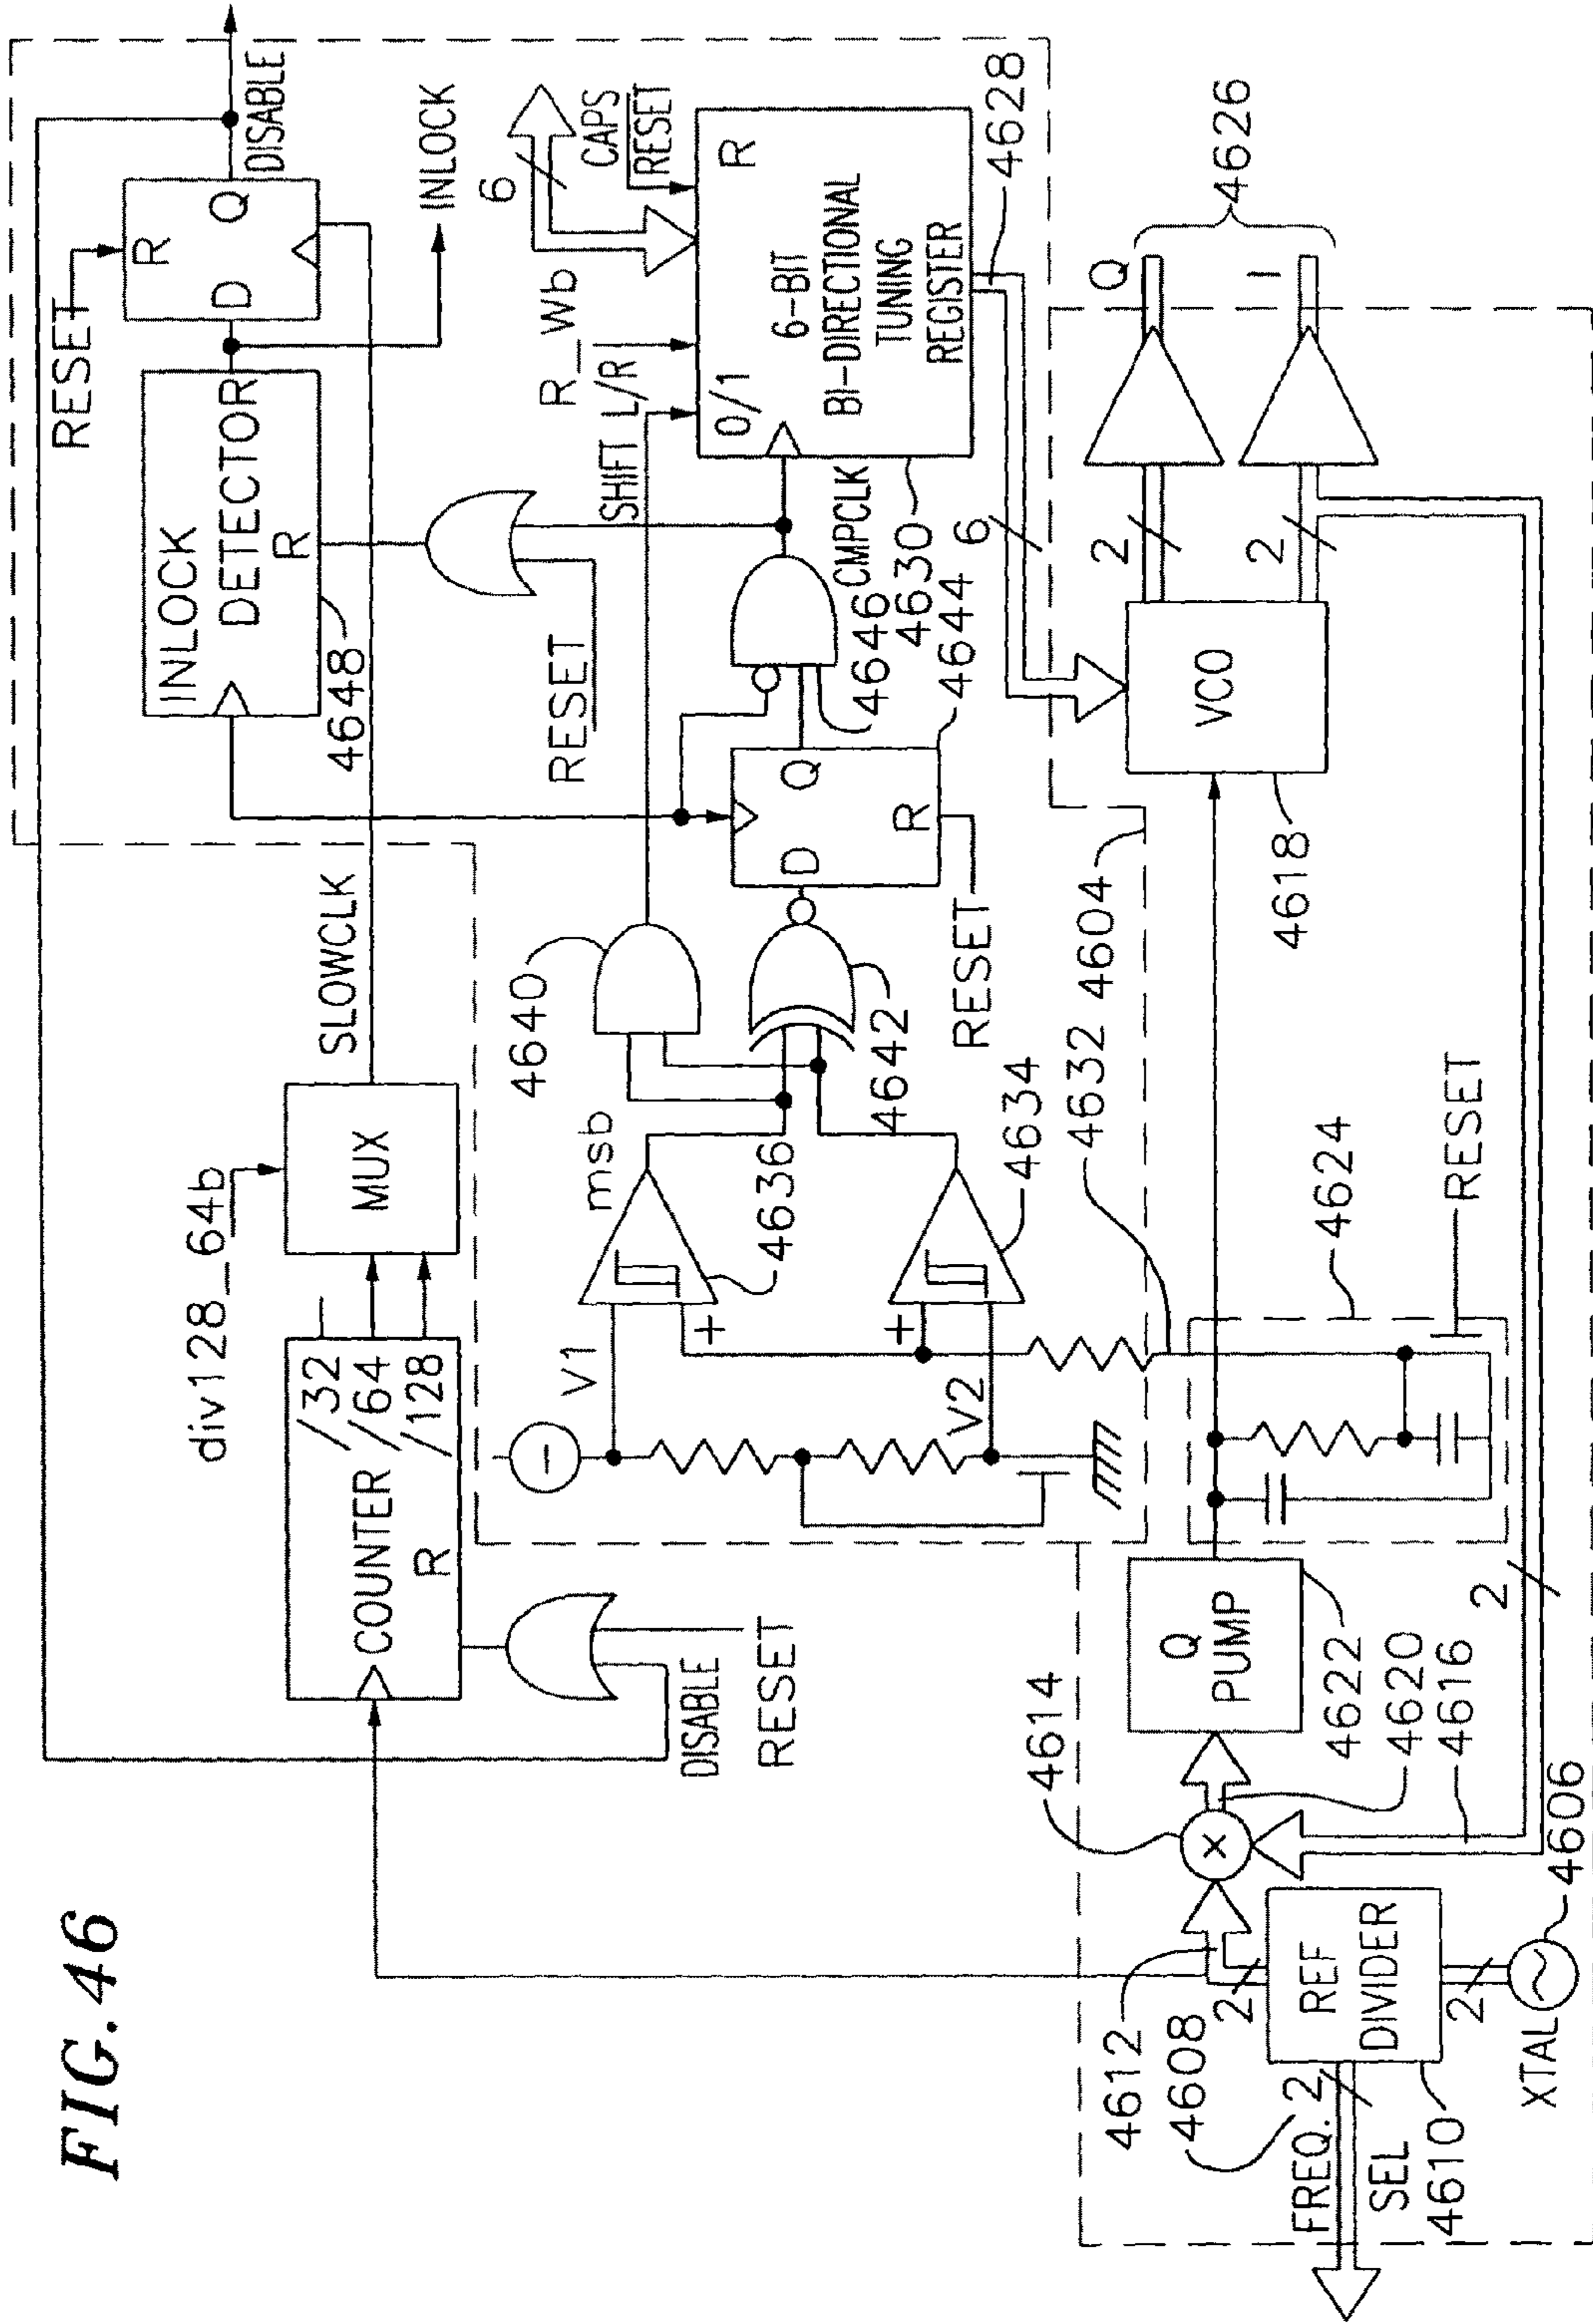 FIG. 46
RESET
INLOCK
DETECTOR
R
4648
D
R
Q
DISABLE
INLOCK
div128_64b
MUX
SLOWCLK
COUNTER
/32
/64
/128
R
DISABLE
RESET
RESET
6
CAPS
RESET
R_Wb
SHIFT L/R
0/1
R
6-BIT
BI-DIRECTIONAL
TUNING
REGISTER
CMPCLK
4630
4628
6
4646
4644
D
Q
R
RESET
4640
4642
msb
4636
4634
V1
V2
+
+
4632
4604
VCO
4618
2
2
Q
I
4626
4624
RESET
Q
PUMP
4622
4620
4616
2
4614
×
4612
4608
2
REF
DIVIDER
2
FREQ.
SEL
4610
2
XTAL
4606